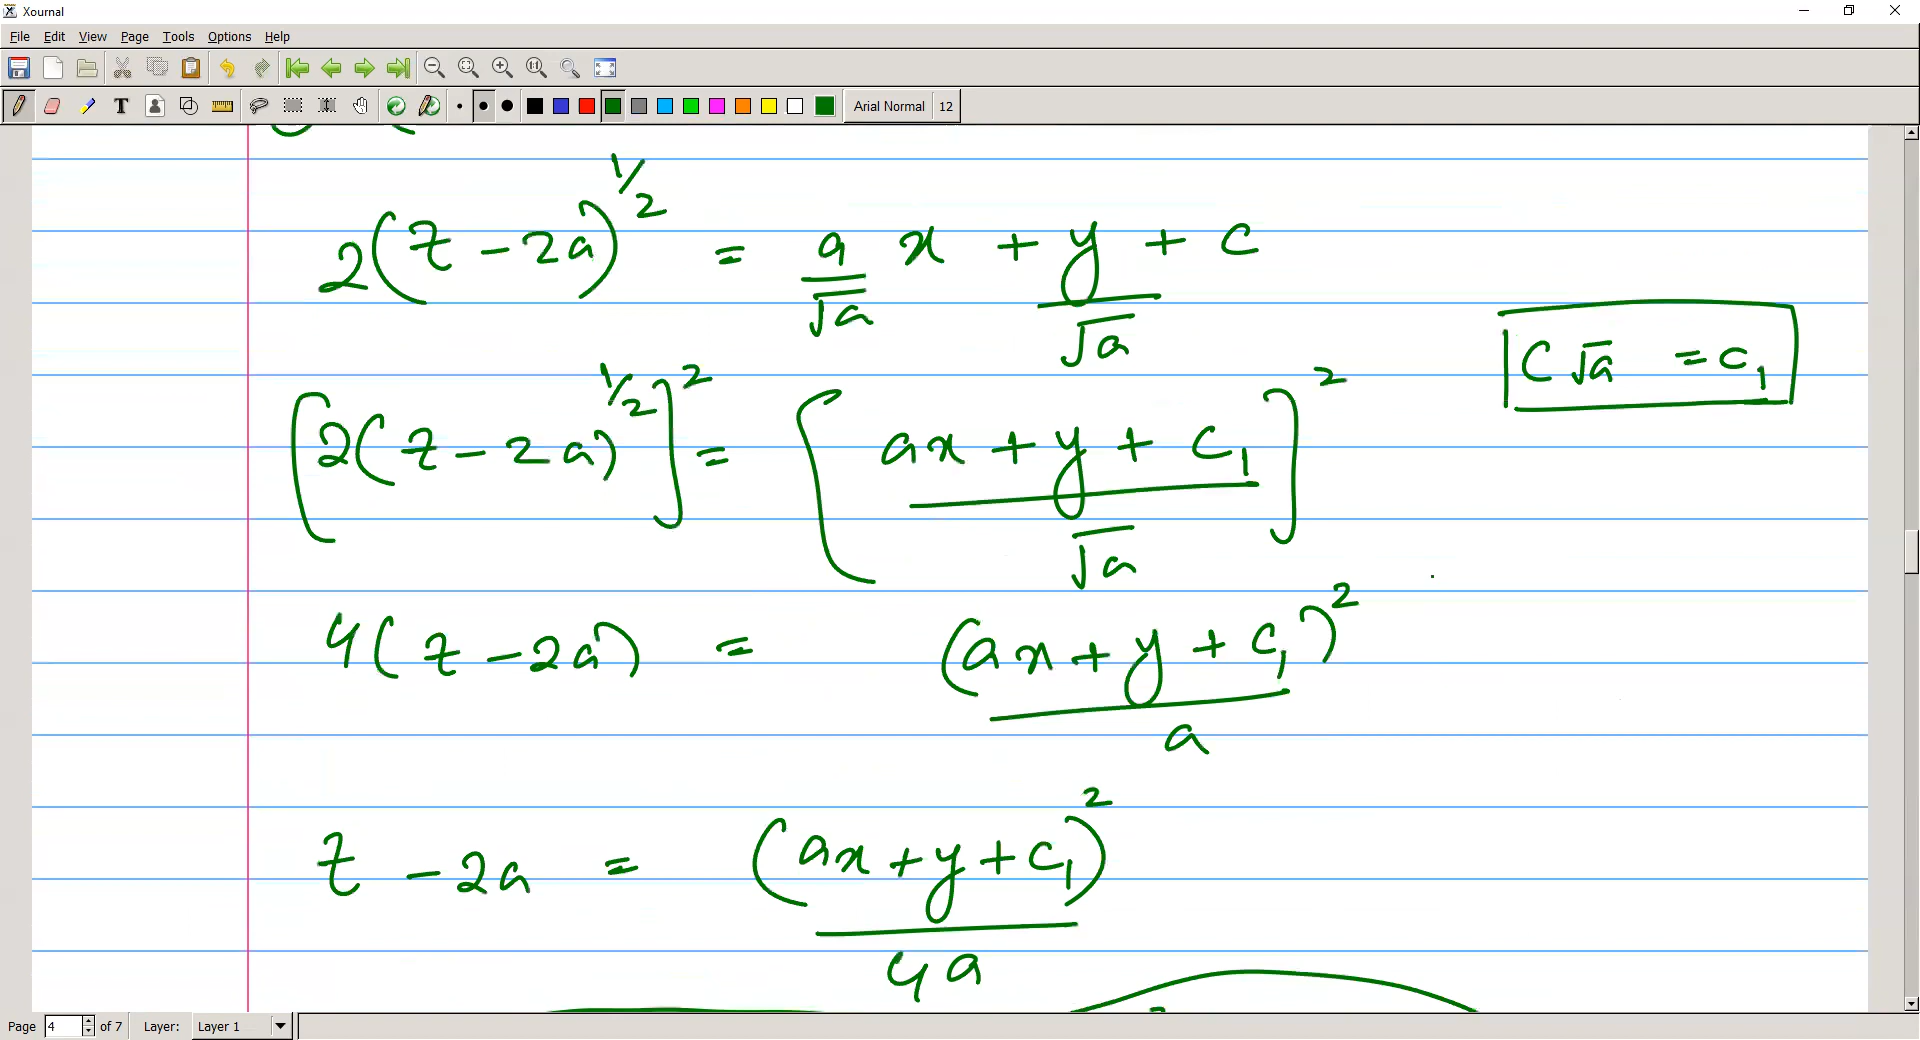 Xournal
File Edit View Page Tools Options Help
Arial Normal 12
2(z - 2a)^1/2 = a/√a x + y/√a + c
C√a = c₁
[2(z - 2a)^1/2]² = [(ax + y + c₁)/√a]²
4(z - 2a) = (ax + y + c₁)²/a
z - 2a = (ax + y + c₁)²/4a
Page 4 of 7 Layer: Layer 1